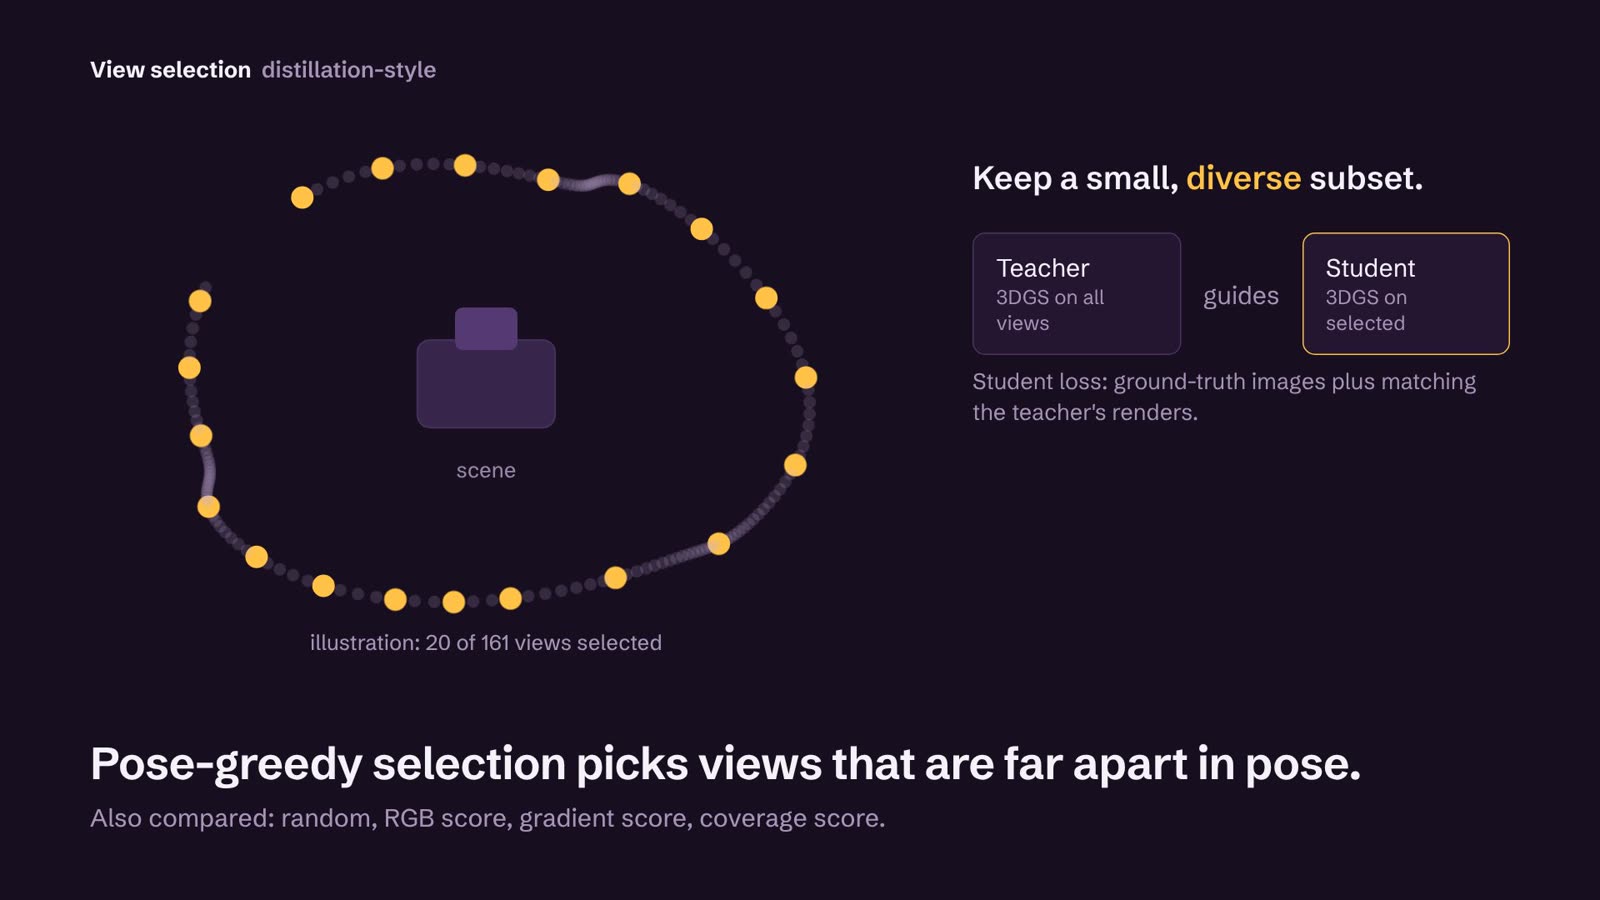 View selection distillation-style
Keep a small, diverse subset.
Teacher
3DGS on all
views
guides
Student
3DGS on
selected
Student loss: ground-truth images plus matching
the teacher's renders.
scene
illustration: 20 of 161 views selected
Pose-greedy selection picks views that are far apart in pose.
Also compared: random, RGB score, gradient score, coverage score.